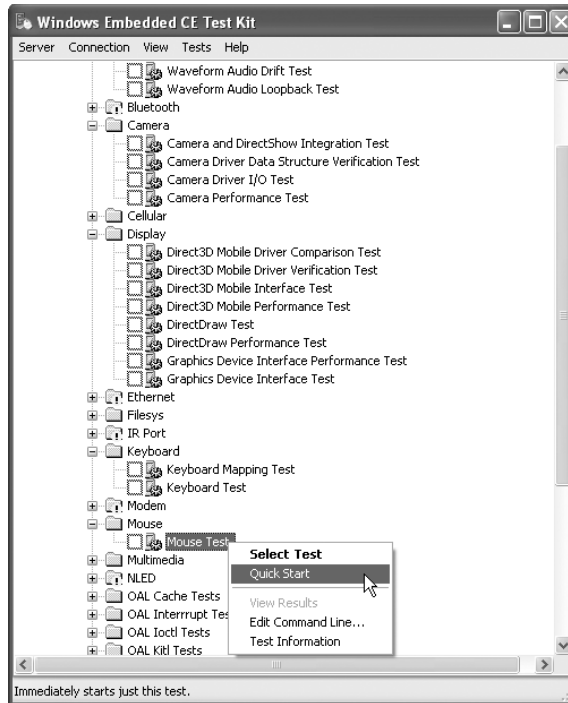 Windows Embedded CE Test Kit
Server Connection View Tests Help
Waveform Audio Drift Test
Waveform Audio Loopback Test
Bluetooth
Camera
Camera and DirectShow Integration Test
Camera Driver Data Structure Verification Test
Camera Driver I/O Test
Camera Performance Test
Cellular
Display
Direct3D Mobile Driver Comparison Test
Direct3D Mobile Driver Verification Test
Direct3D Mobile Interface Test
Direct3D Mobile Performance Test
DirectDraw Test
DirectDraw Performance Test
Graphics Device Interface Performance Test
Graphics Device Interface Test
Ethernet
Filesys
IR Port
Keyboard
Keyboard Mapping Test
Keyboard Test
Modem
Mouse
Mouse Test
Select Test
Quick Start
View Results
Edit Command Line...
Test Information
Multimedia
NLED
OAL Cache Tests
OAL Interrrupt Tes
OAL Ioctl Tests
OAL Kitl Tests
Immediately starts just this test.